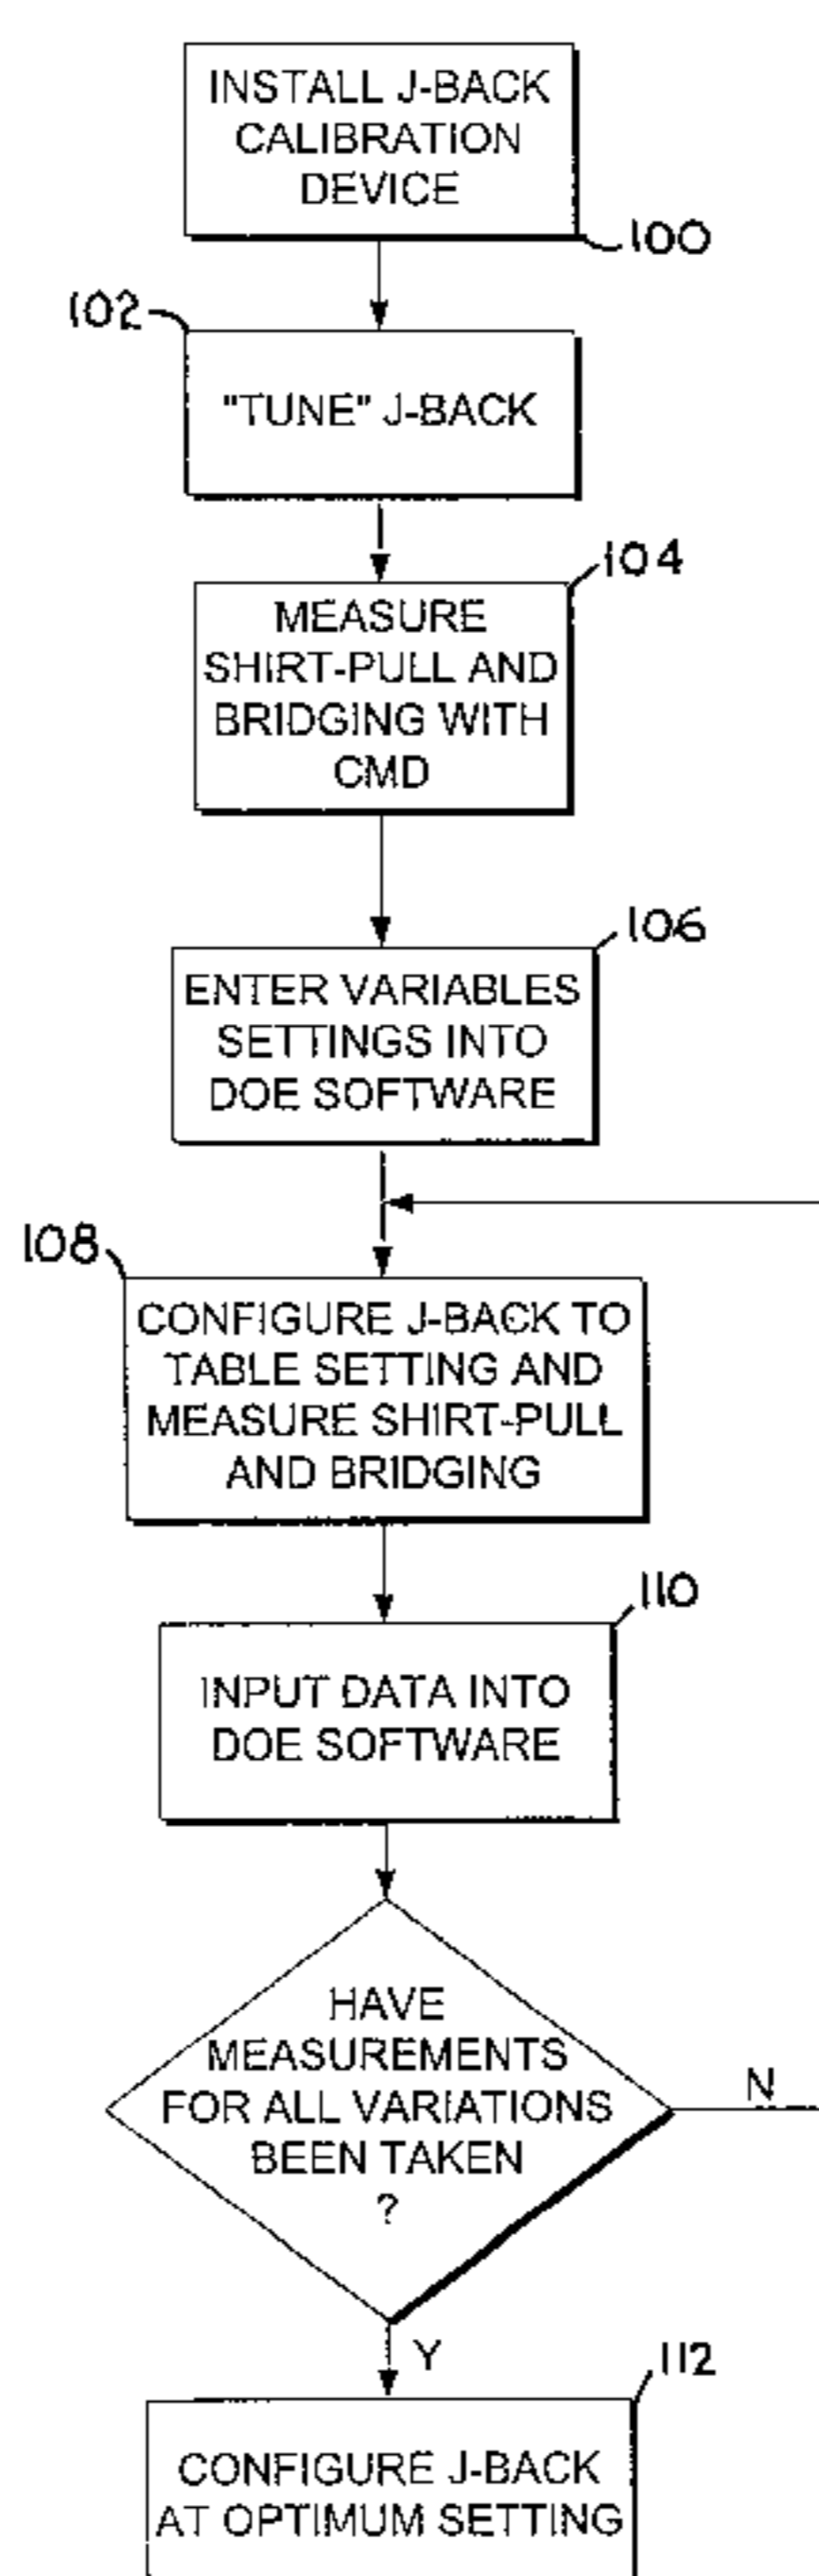 INSTALL J-BACK
CALIBRATION
DEVICE
100
102
"TUNE" J-BACK
104
MEASURE
SHIRT-PULL AND
BRIDGING WITH
CMD
106
ENTER VARIABLES
SETTINGS INTO
DOE SOFTWARE
108
CONFIGURE J-BACK TO
TABLE SETTING AND
MEASURE SHIRT-PULL
AND BRIDGING
110
INPUT DATA INTO
DOE SOFTWARE
HAVE
MEASUREMENTS
FOR ALL VARIATIONS
BEEN TAKEN
?
N
Y
112
CONFIGURE J-BACK
AT OPTIMUM SETTING